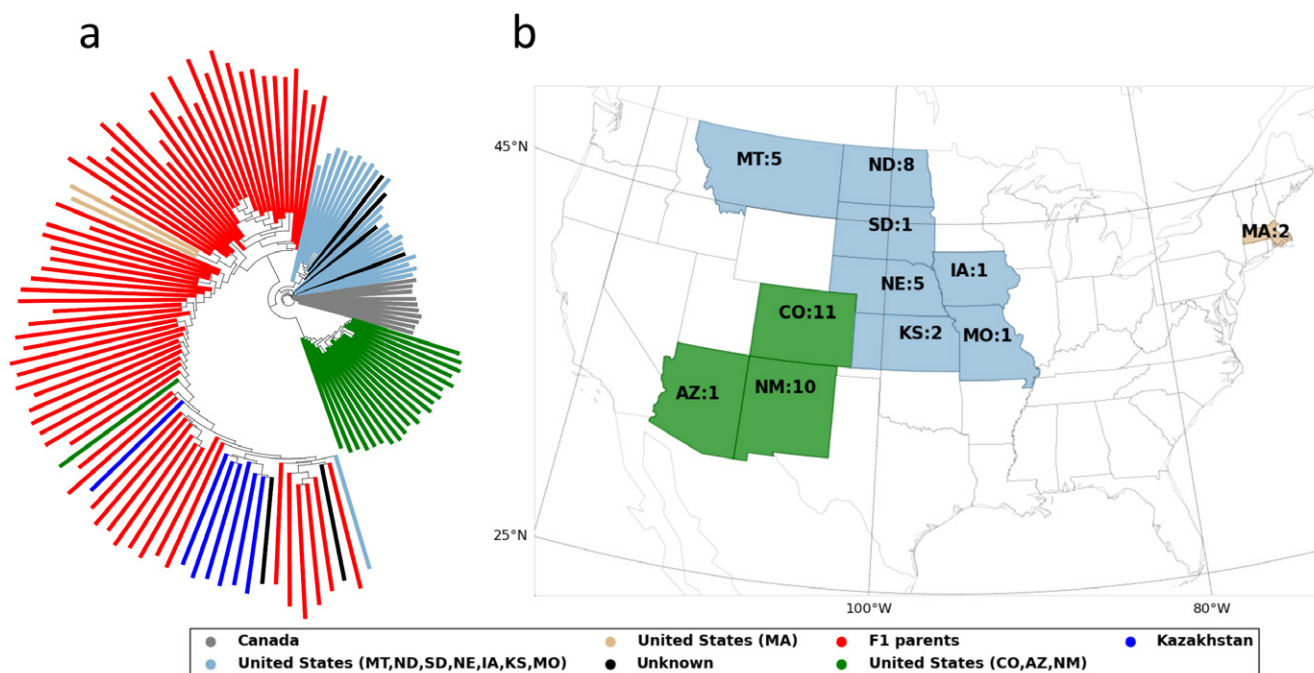 a
b
45°N
MT:5
ND:8
SD:1
MA:2
NE:5
IA:1
CO:11
KS:2
MO:1
AZ:1
NM:10
25°N
100°W
80°W
Canada
United States (MA)
F1 parents
Kazakhstan
United States (MT,ND,SD,NE,IA,KS,MO)
Unknown
United States (CO,AZ,NM)